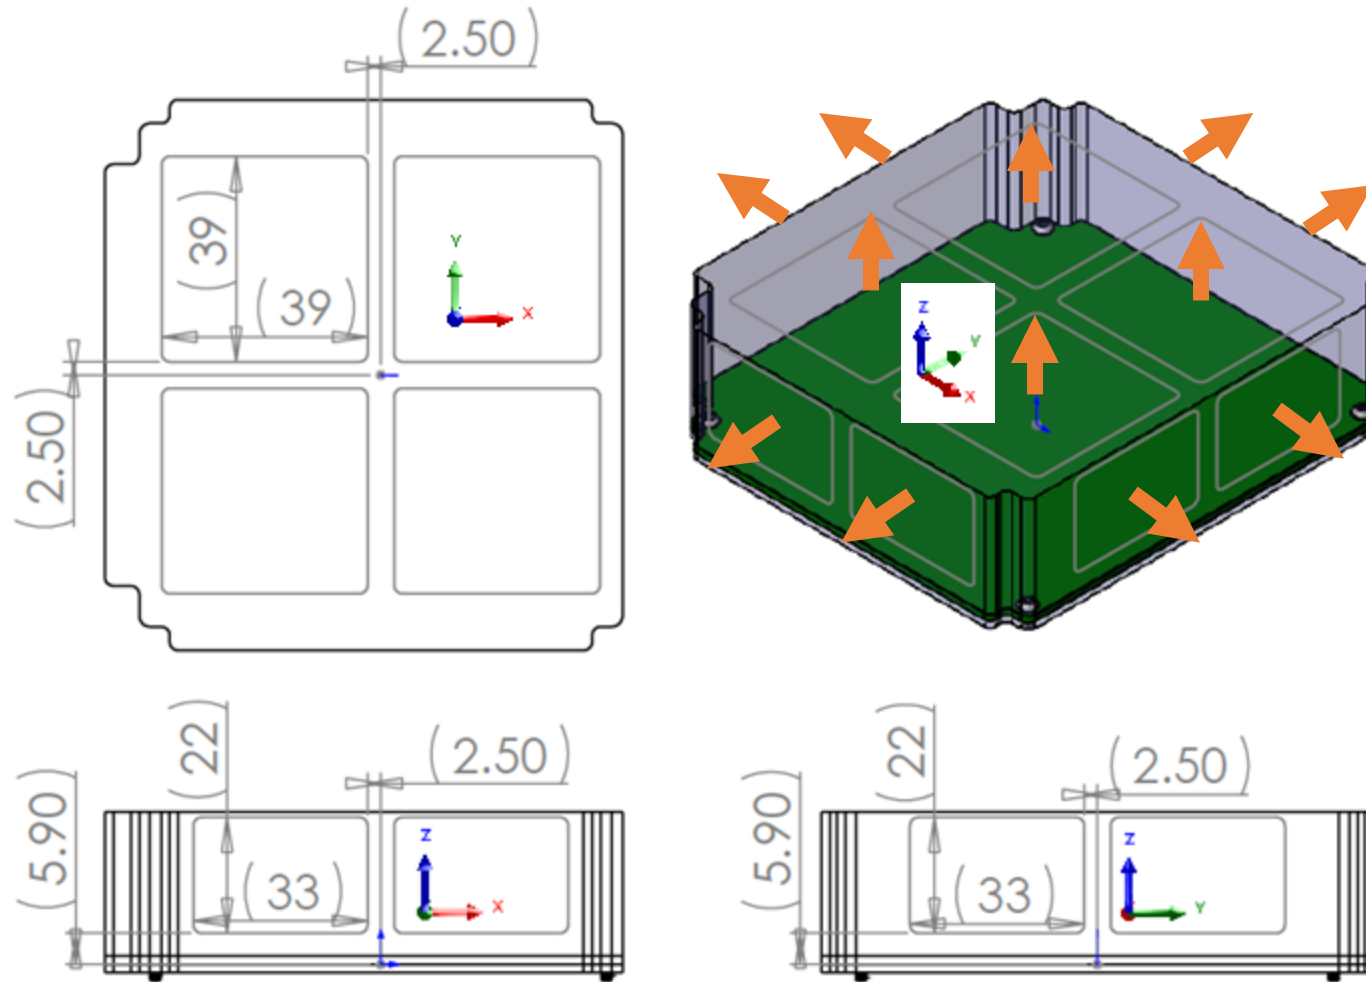 (2.50)
(39)
(39)
Y
X
(2.50)
Z
Y
X
(22)
(2.50)
(5.90)
(33)
Z
X
(22)
(2.50)
(5.90)
(33)
Z
Y